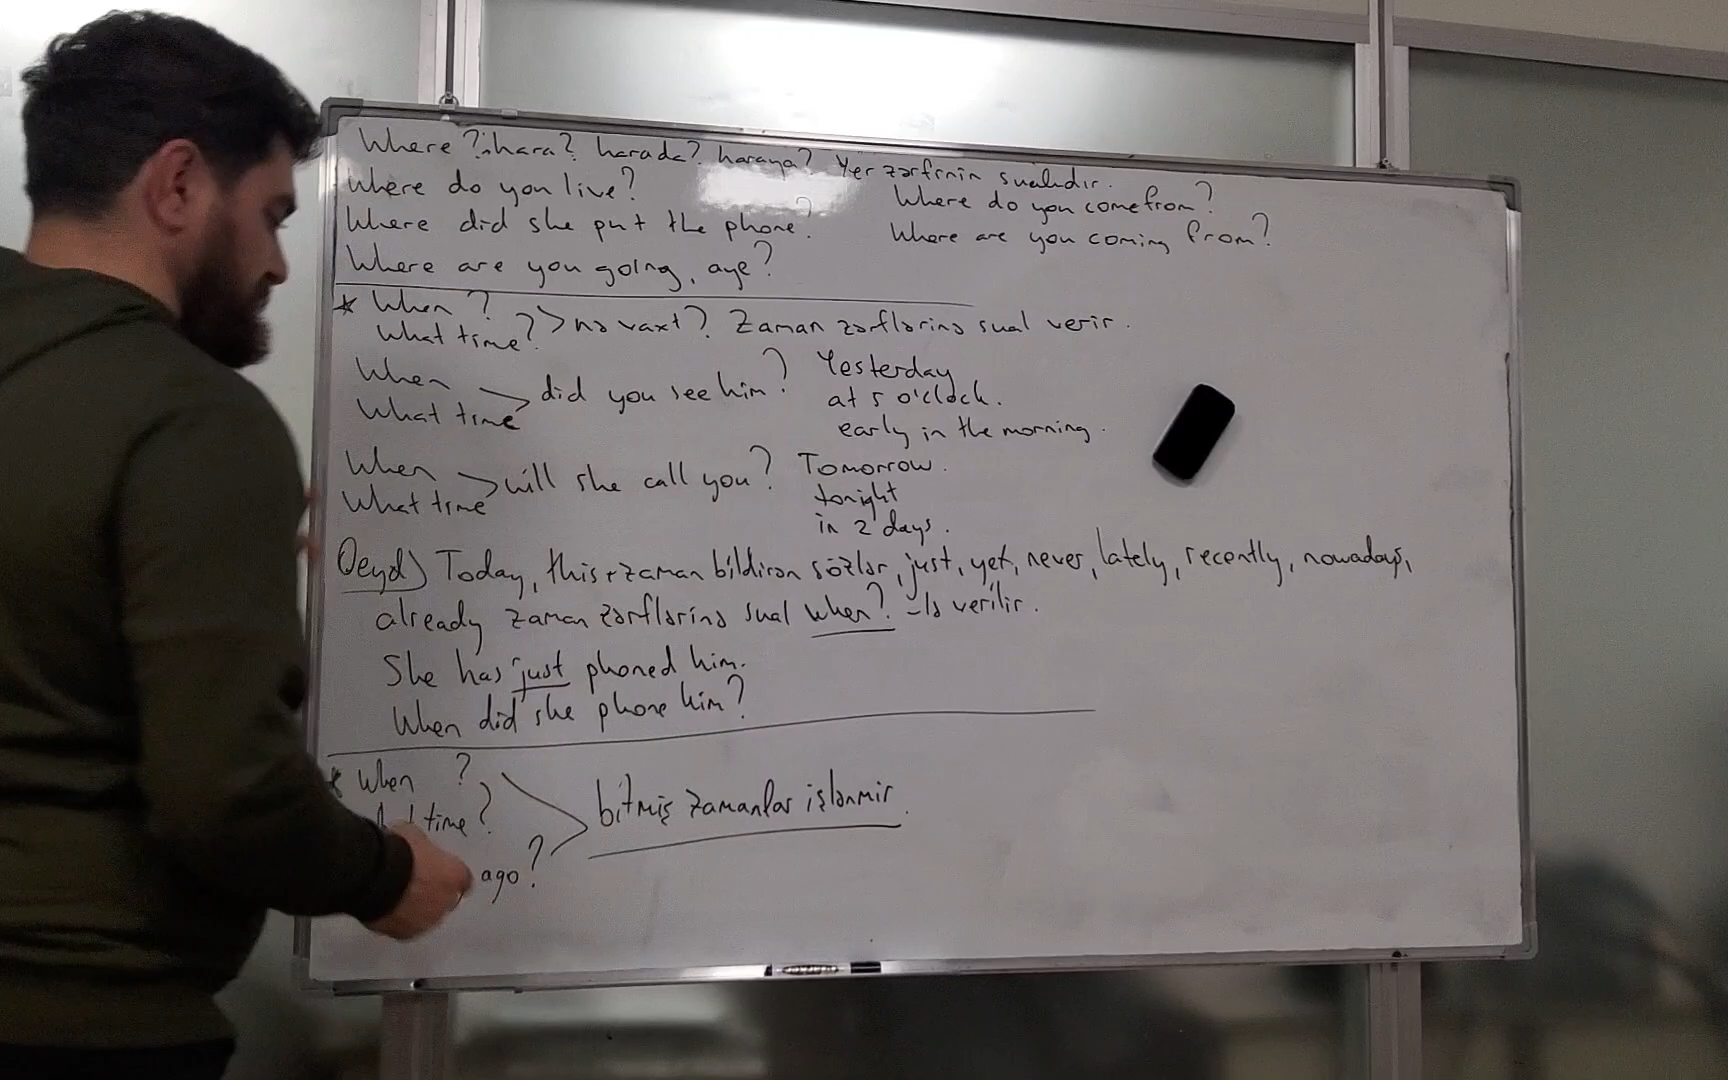 Where? hara? harada? haraya? Yer zərfinin sualıdır.
Where do you live?
Where do you come from?
Where did she put the phone?
Where are you coming from?
Where are you going, aye?
* When?
What time? > nə vaxt? Zaman zərflərinə sual verir.
When
What time > did you see him? Yesterday
at 5 o'clock.
early in the morning.
When
What time > will she call you? Tomorrow.
tonight
in 2 days.
Qeyd) Today, this + zaman bildirən sözlər, just, yet, never, lately, recently, nowadays,
already zaman zərflərinə sual when? -lə verilir.
She has just phoned him.
When did she phone him?
* When ?
time? > bitmiş zamanlar işlənmir.
ago?